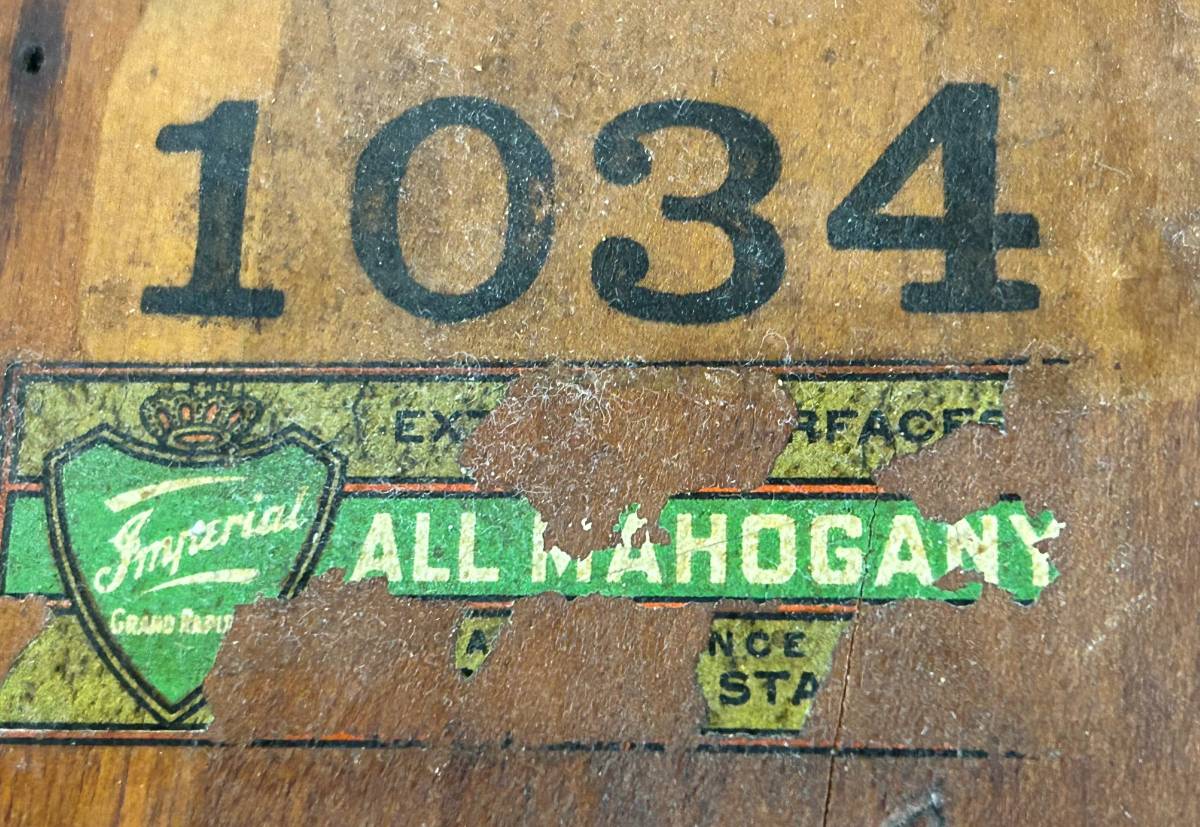 1034
EXT RFACES
Imperial
ALL MAHOGANY
GRAND RAPID
A NCE
STA